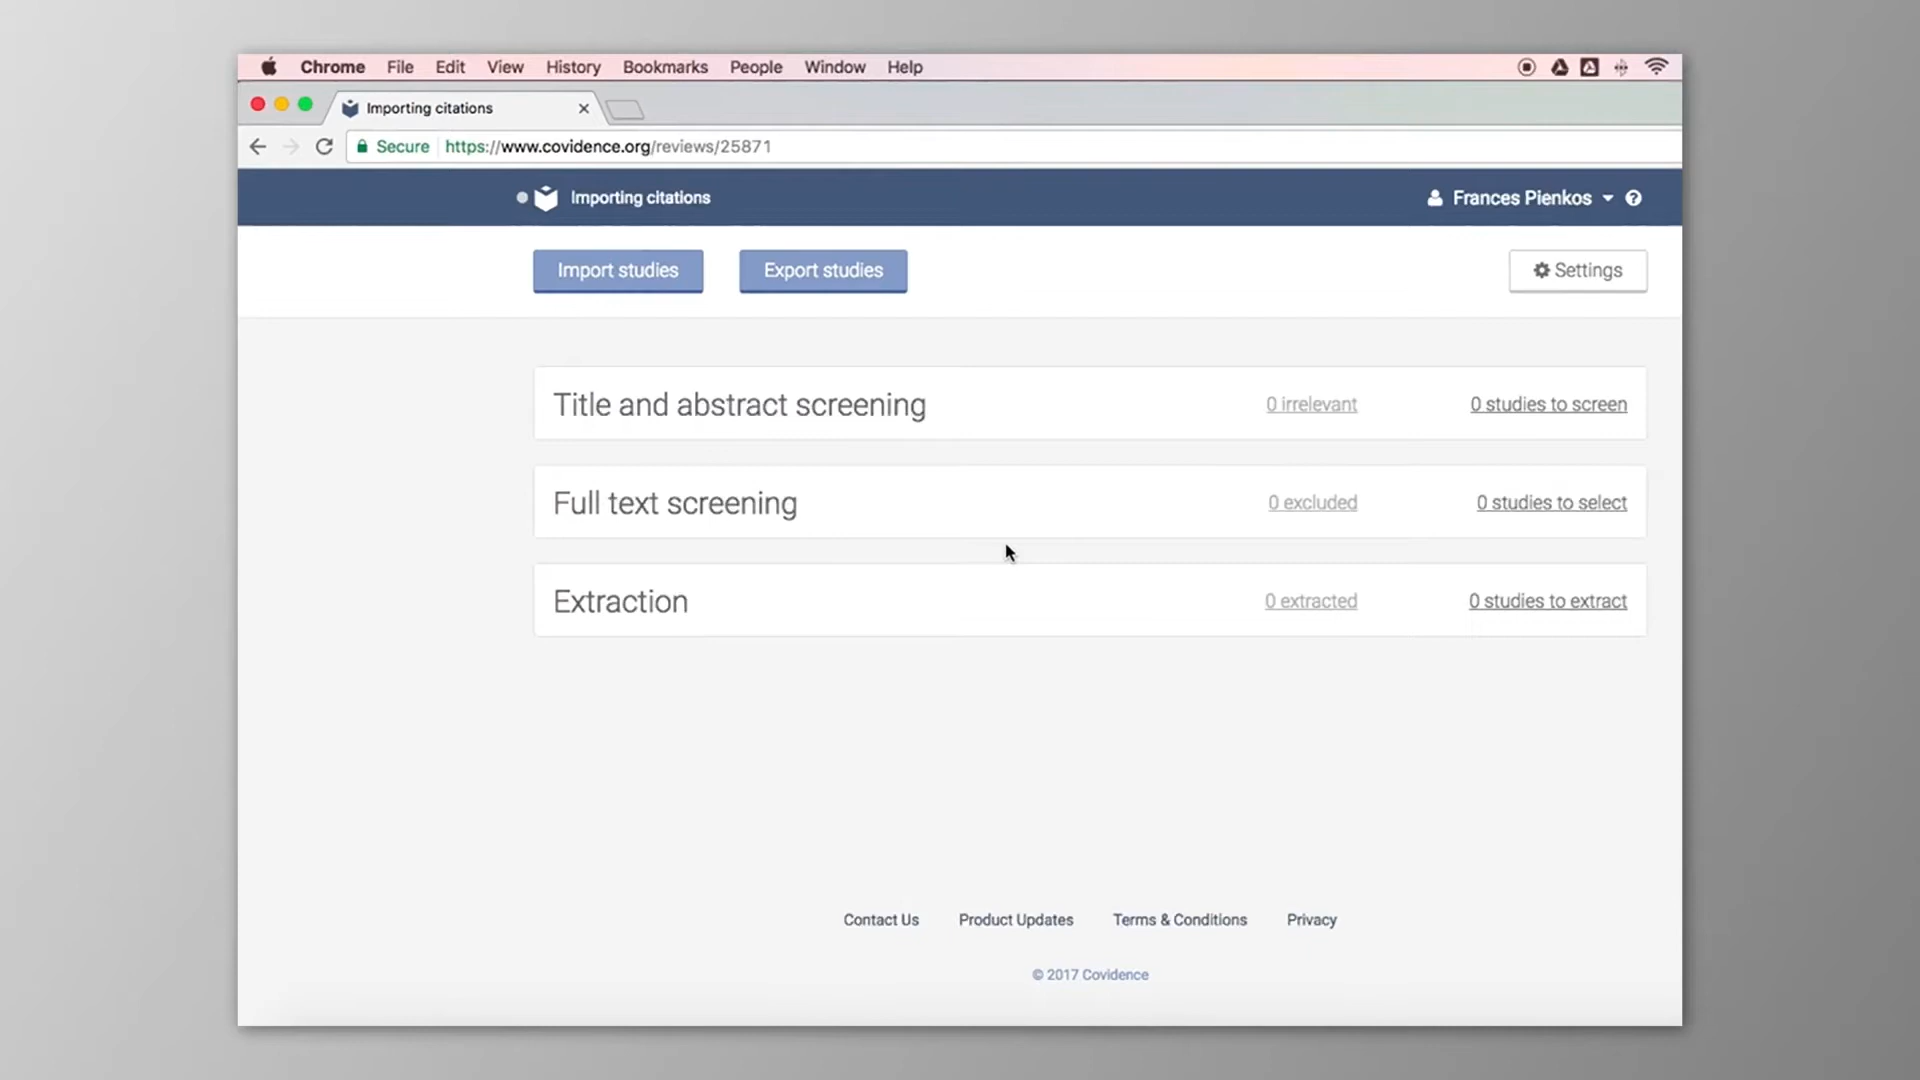 Chrome File Edit View History Bookmarks People Window Help
Importing citations
Secure https://www.covidence.org/reviews/25871
Importing citations Frances Pienkos
Import studies Export studies Settings
Title and abstract screening 0 irrelevant 0 studies to screen
Full text screening 0 excluded 0 studies to select
Extraction 0 extracted 0 studies to extract
Contact Us Product Updates Terms & Conditions Privacy
© 2017 Covidence